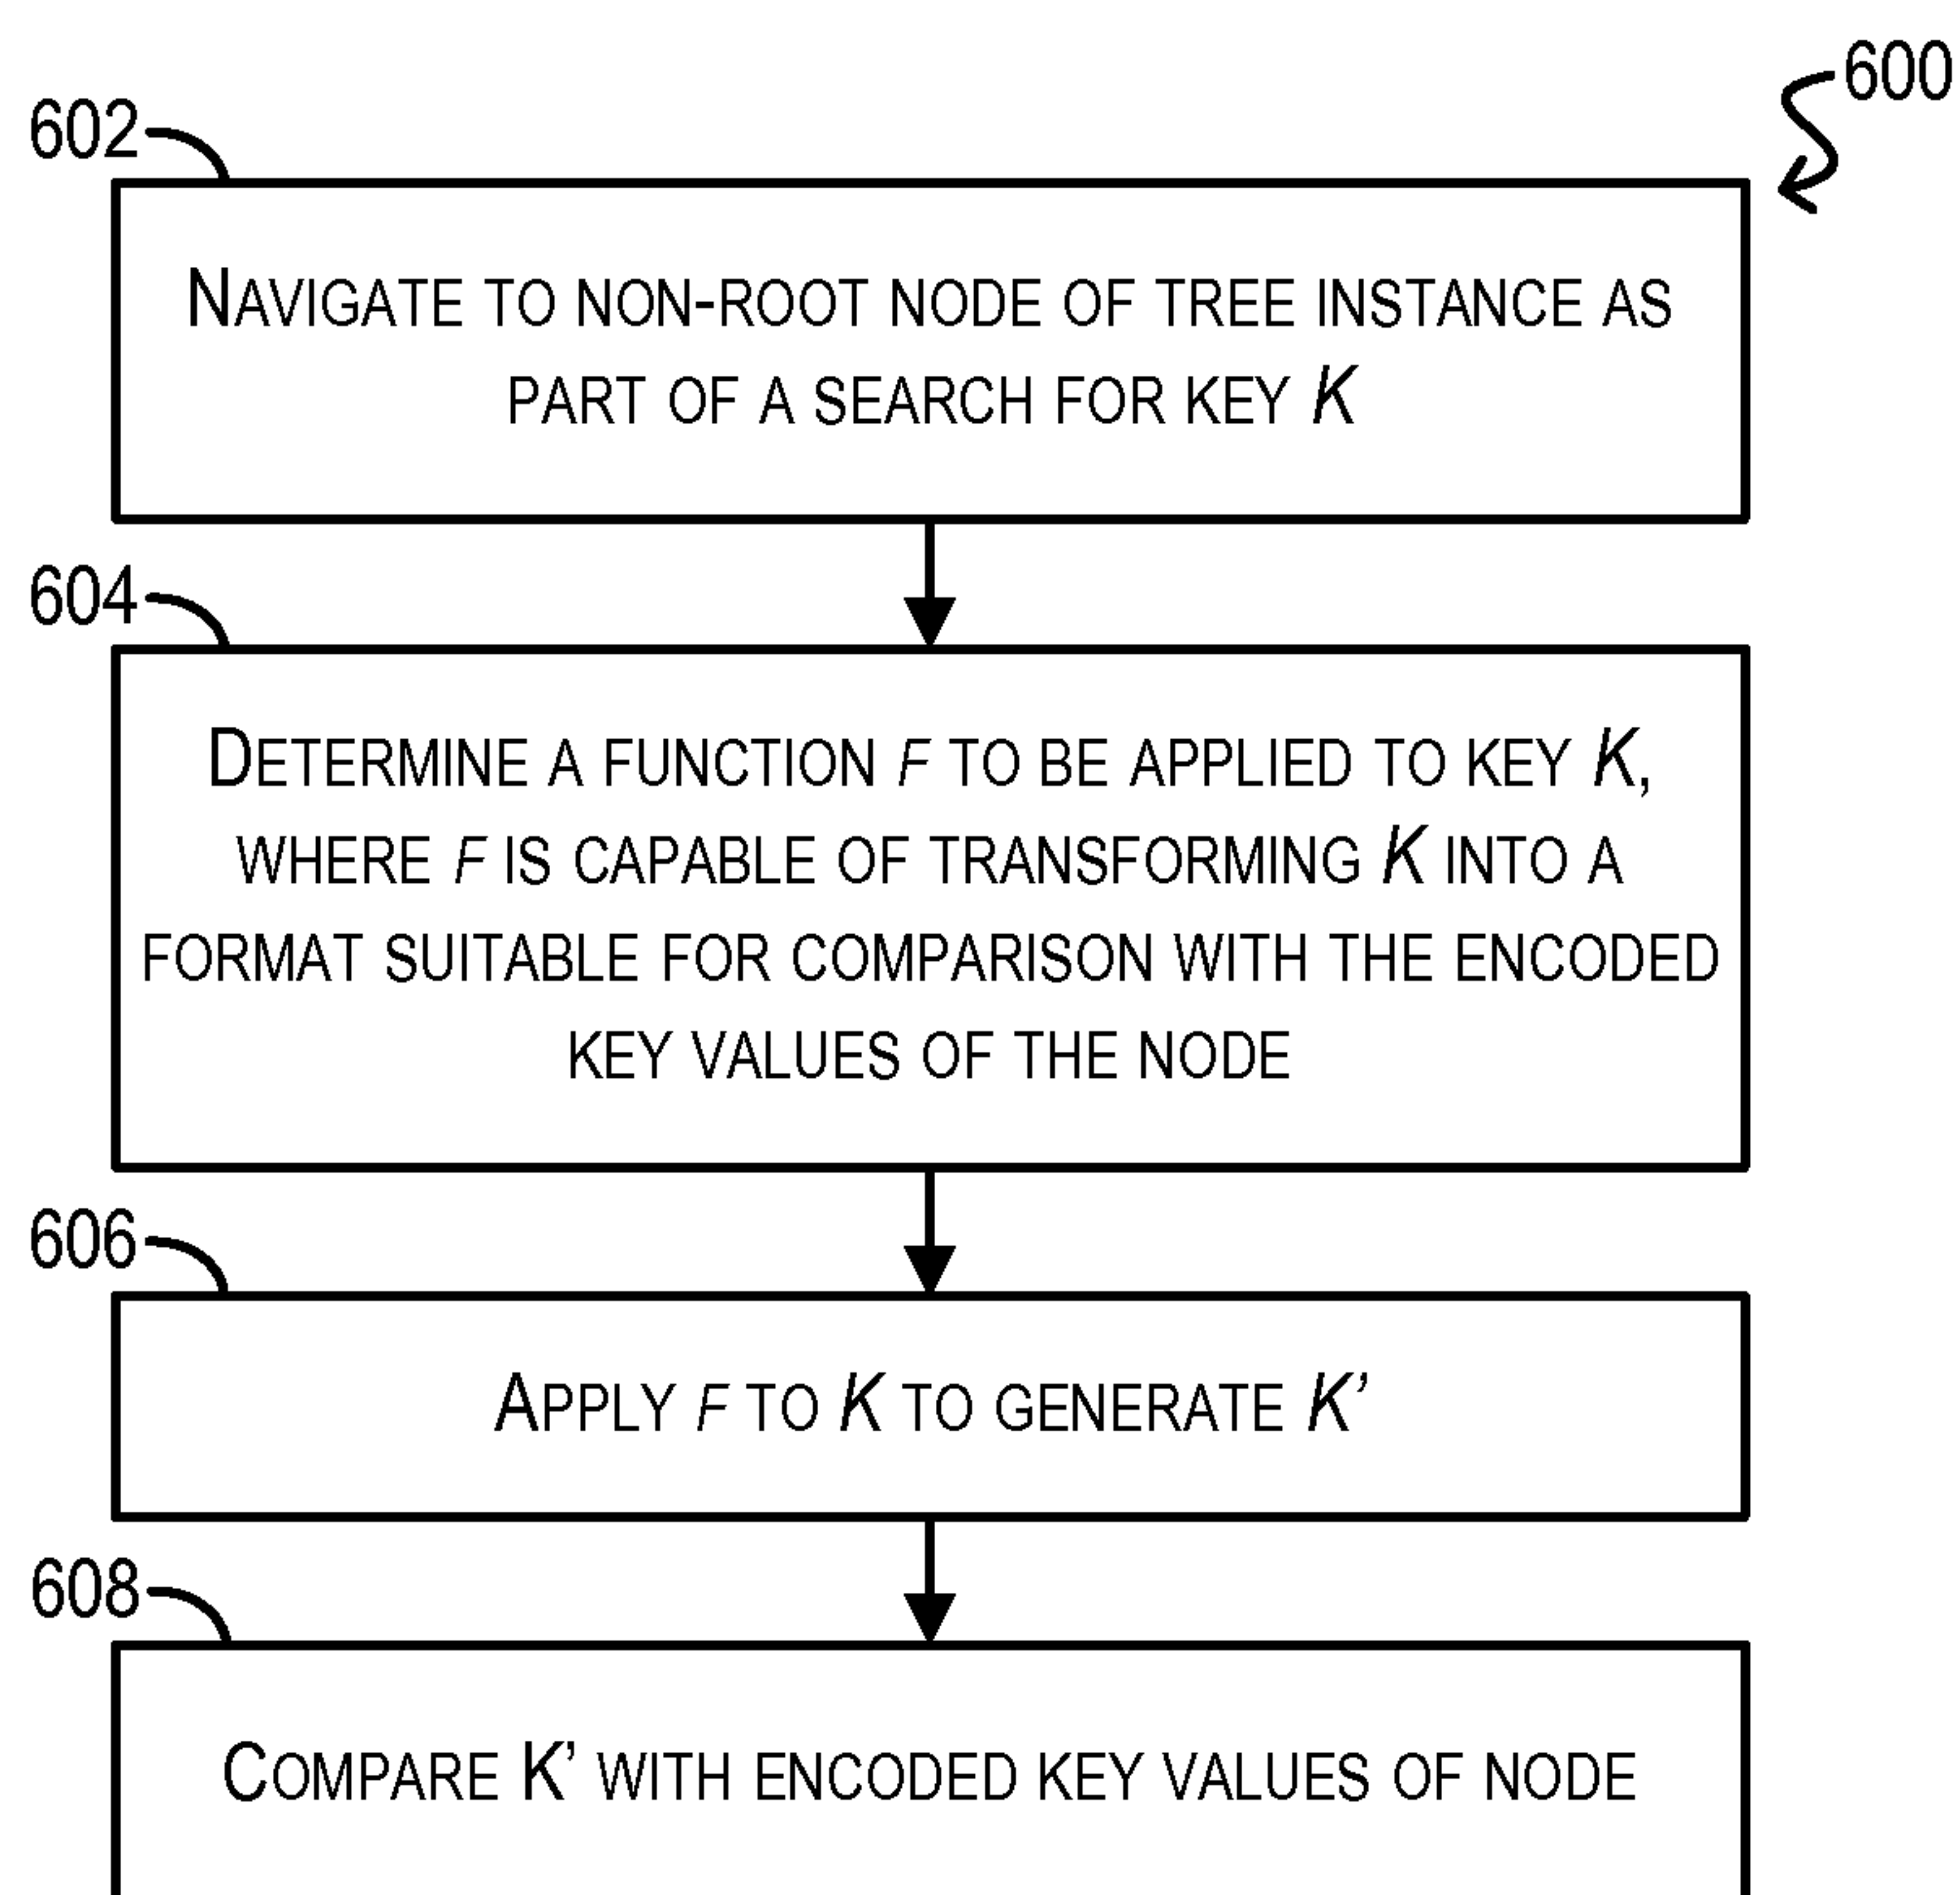 600
602
NAVIGATE TO NON-ROOT NODE OF TREE INSTANCE AS
PART OF A SEARCH FOR KEY K
604
DETERMINE A FUNCTION F TO BE APPLIED TO KEY K,
WHERE F IS CAPABLE OF TRANSFORMING K INTO A
FORMAT SUITABLE FOR COMPARISON WITH THE ENCODED
KEY VALUES OF THE NODE
606
APPLY F TO K TO GENERATE K’
608
COMPARE K’ WITH ENCODED KEY VALUES OF NODE